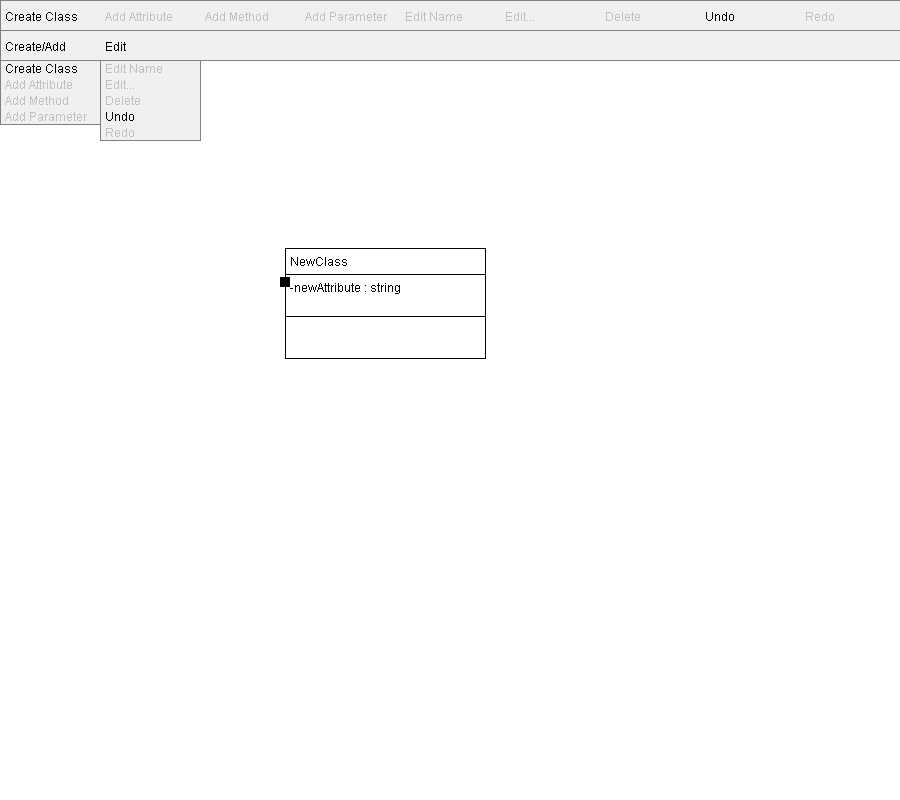 Create Class Add Attribute Add Method Add Parameter Edit Name Edit... Delete Undo Redo
Create/Add Edit
Create Class Edit Name
Add Attribute Edit...
Add Method Delete
Add Parameter Undo
Redo
NewClass
-newAttribute : string